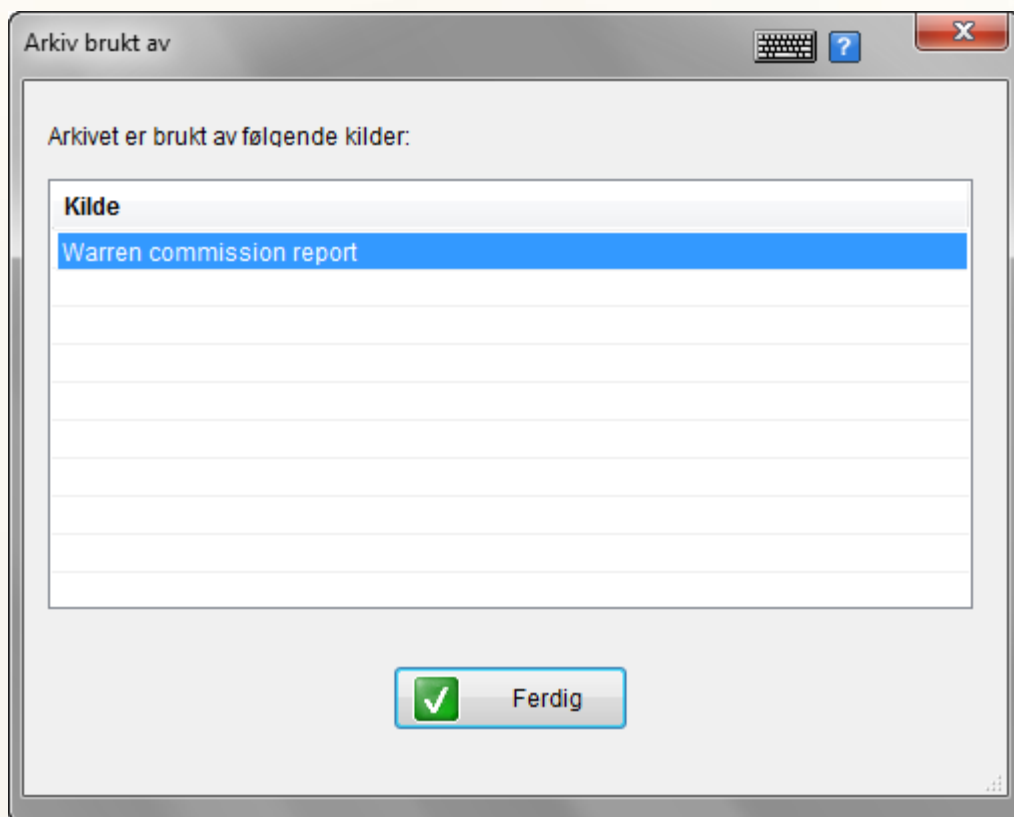 Arkiv brukt av
Arkivet er brukt av følgende kilder:
Kilde
Warren commission report
Ferdig